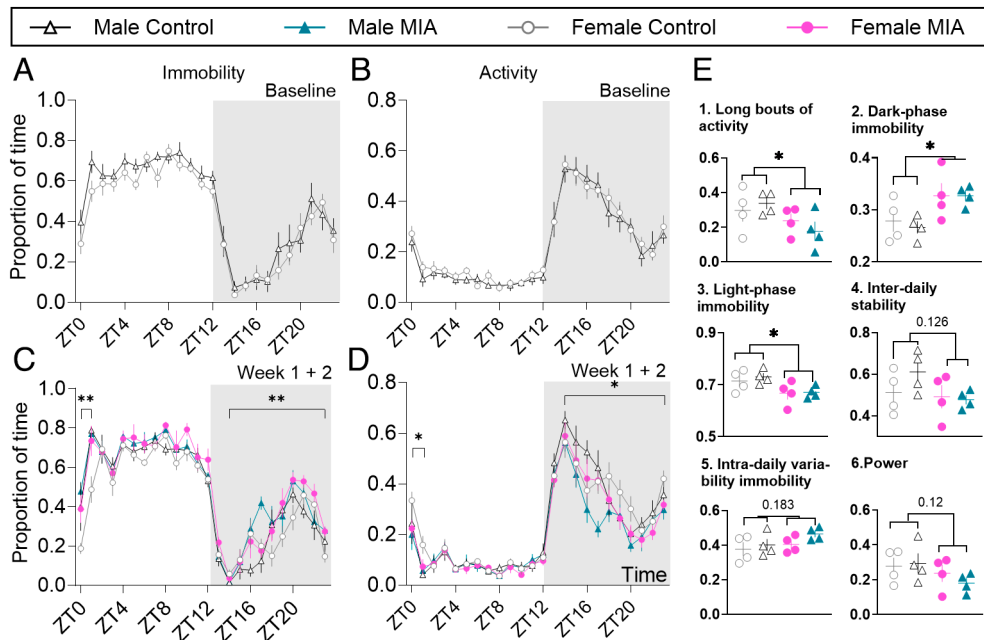 Male Control Male MIA Female Control Female MIA
A Immobility
Baseline
Proportion of time
1.0
0.8
0.6
0.4
0.2
0.0
ZT0 ZT4 ZT8 ZT12 ZT16 ZT20
B Activity
Baseline
0.8
0.6
0.4
0.2
0.0
ZT0 ZT4 ZT8 ZT12 ZT16 ZT20
C
Week 1 + 2
** **
Proportion of time
1.0
0.8
0.6
0.4
0.2
0.0
ZT0 ZT4 ZT8 ZT12 ZT16 ZT20
D
Week 1 + 2
* *
0.8
0.6
0.4
0.2
0.0
Time
ZT0 ZT4 ZT8 ZT12 ZT16 ZT20
E
1. Long bouts of
activity
*
0.6
0.4
0.2
0.0
2. Dark-phase
immobility
*
0.4
0.3
0.2
3. Light-phase
immobility
*
0.9
0.7
0.5
4. Inter-daily
stability
0.126
0.8
0.6
0.4
5. Intra-daily varia-
bility immobility
0.183
0.6
0.4
0.2
0.0
6.Power
0.12
0.6
0.4
0.2
0.0